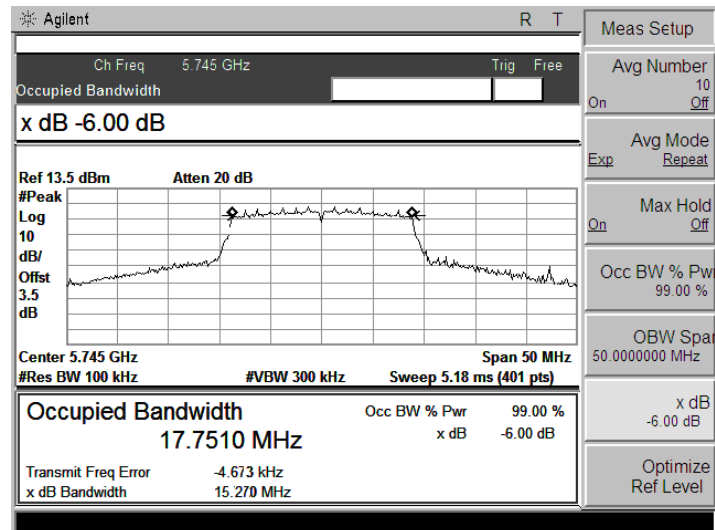 Agilent R T
Ch Freq 5.745 GHz Trig Free
Occupied Bandwidth
x dB -6.00 dB
Ref 13.5 dBm Atten 20 dB
#Peak
Log
10
dB/
Offst
3.5
dB
Center 5.745 GHz Span 50 MHz
#Res BW 100 kHz #VBW 300 kHz Sweep 5.18 ms (401 pts)
Occupied Bandwidth
17.7510 MHz
Occ BW % Pwr 99.00 %
x dB -6.00 dB
Transmit Freq Error -4.673 kHz
x dB Bandwidth 15.270 MHz
Meas Setup
Avg Number
10
On Off
Avg Mode
Exp Repeat
Max Hold
On Off
Occ BW % Pwr
99.00 %
OBW Span
50.0000000 MHz
x dB
-6.00 dB
Optimize
Ref Level